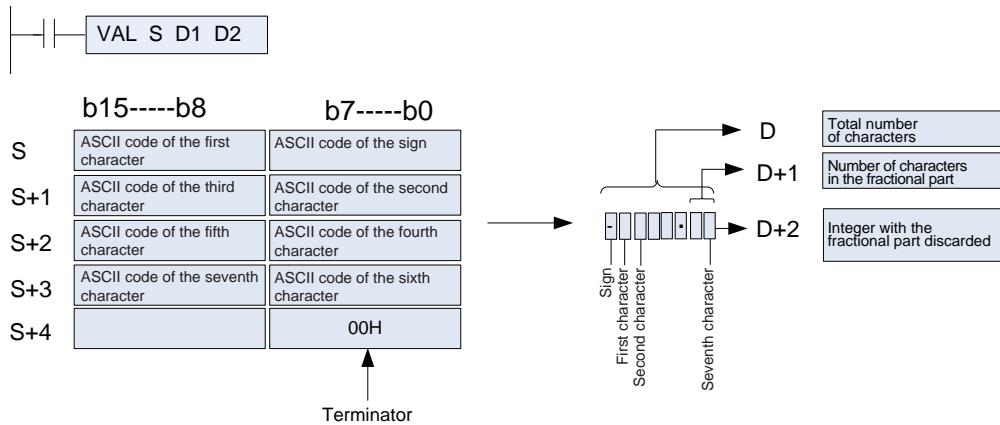 VAL S D1 D2
b15-----b8
b7-----b0
S
ASCII code of the first
character
ASCII code of the sign
S+1
ASCII code of the third
character
ASCII code of the second
character
S+2
ASCII code of the fifth
character
ASCII code of the fourth
character
S+3
ASCII code of the seventh
character
ASCII code of the sixth
character
S+4
00H
Terminator
D
Total number
of characters
D+1
Number of characters
in the fractional part
D+2
Integer with the
fractional part discarded
-
.
Sign
First character
Second character
Seventh character